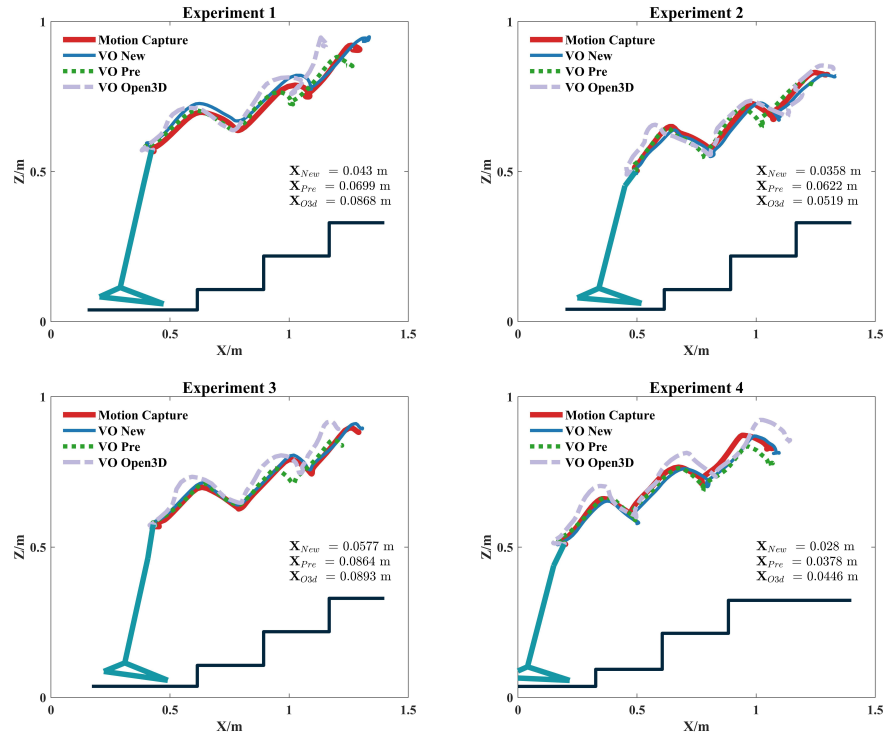 Experiment 1
1
Motion Capture
VO New
VO Pre
VO Open3D
Z/m
0.5
X_New = 0.043 m
X_Pre = 0.0699 m
X_O3d = 0.0868 m
0
0 0.5 1 1.5
X/m
Experiment 2
1
Motion Capture
VO New
VO Pre
VO Open3D
Z/m
0.5
X_New = 0.0358 m
X_Pre = 0.0622 m
X_O3d = 0.0519 m
0
0 0.5 1 1.5
X/m
Experiment 3
1
Motion Capture
VO New
VO Pre
VO Open3D
Z/m
0.5
X_New = 0.0577 m
X_Pre = 0.0864 m
X_O3d = 0.0893 m
0
0 0.5 1 1.5
X/m
Experiment 4
1
Motion Capture
VO New
VO Pre
VO Open3D
Z/m
0.5
X_New = 0.028 m
X_Pre = 0.0378 m
X_O3d = 0.0446 m
0
0 0.5 1 1.5
X/m